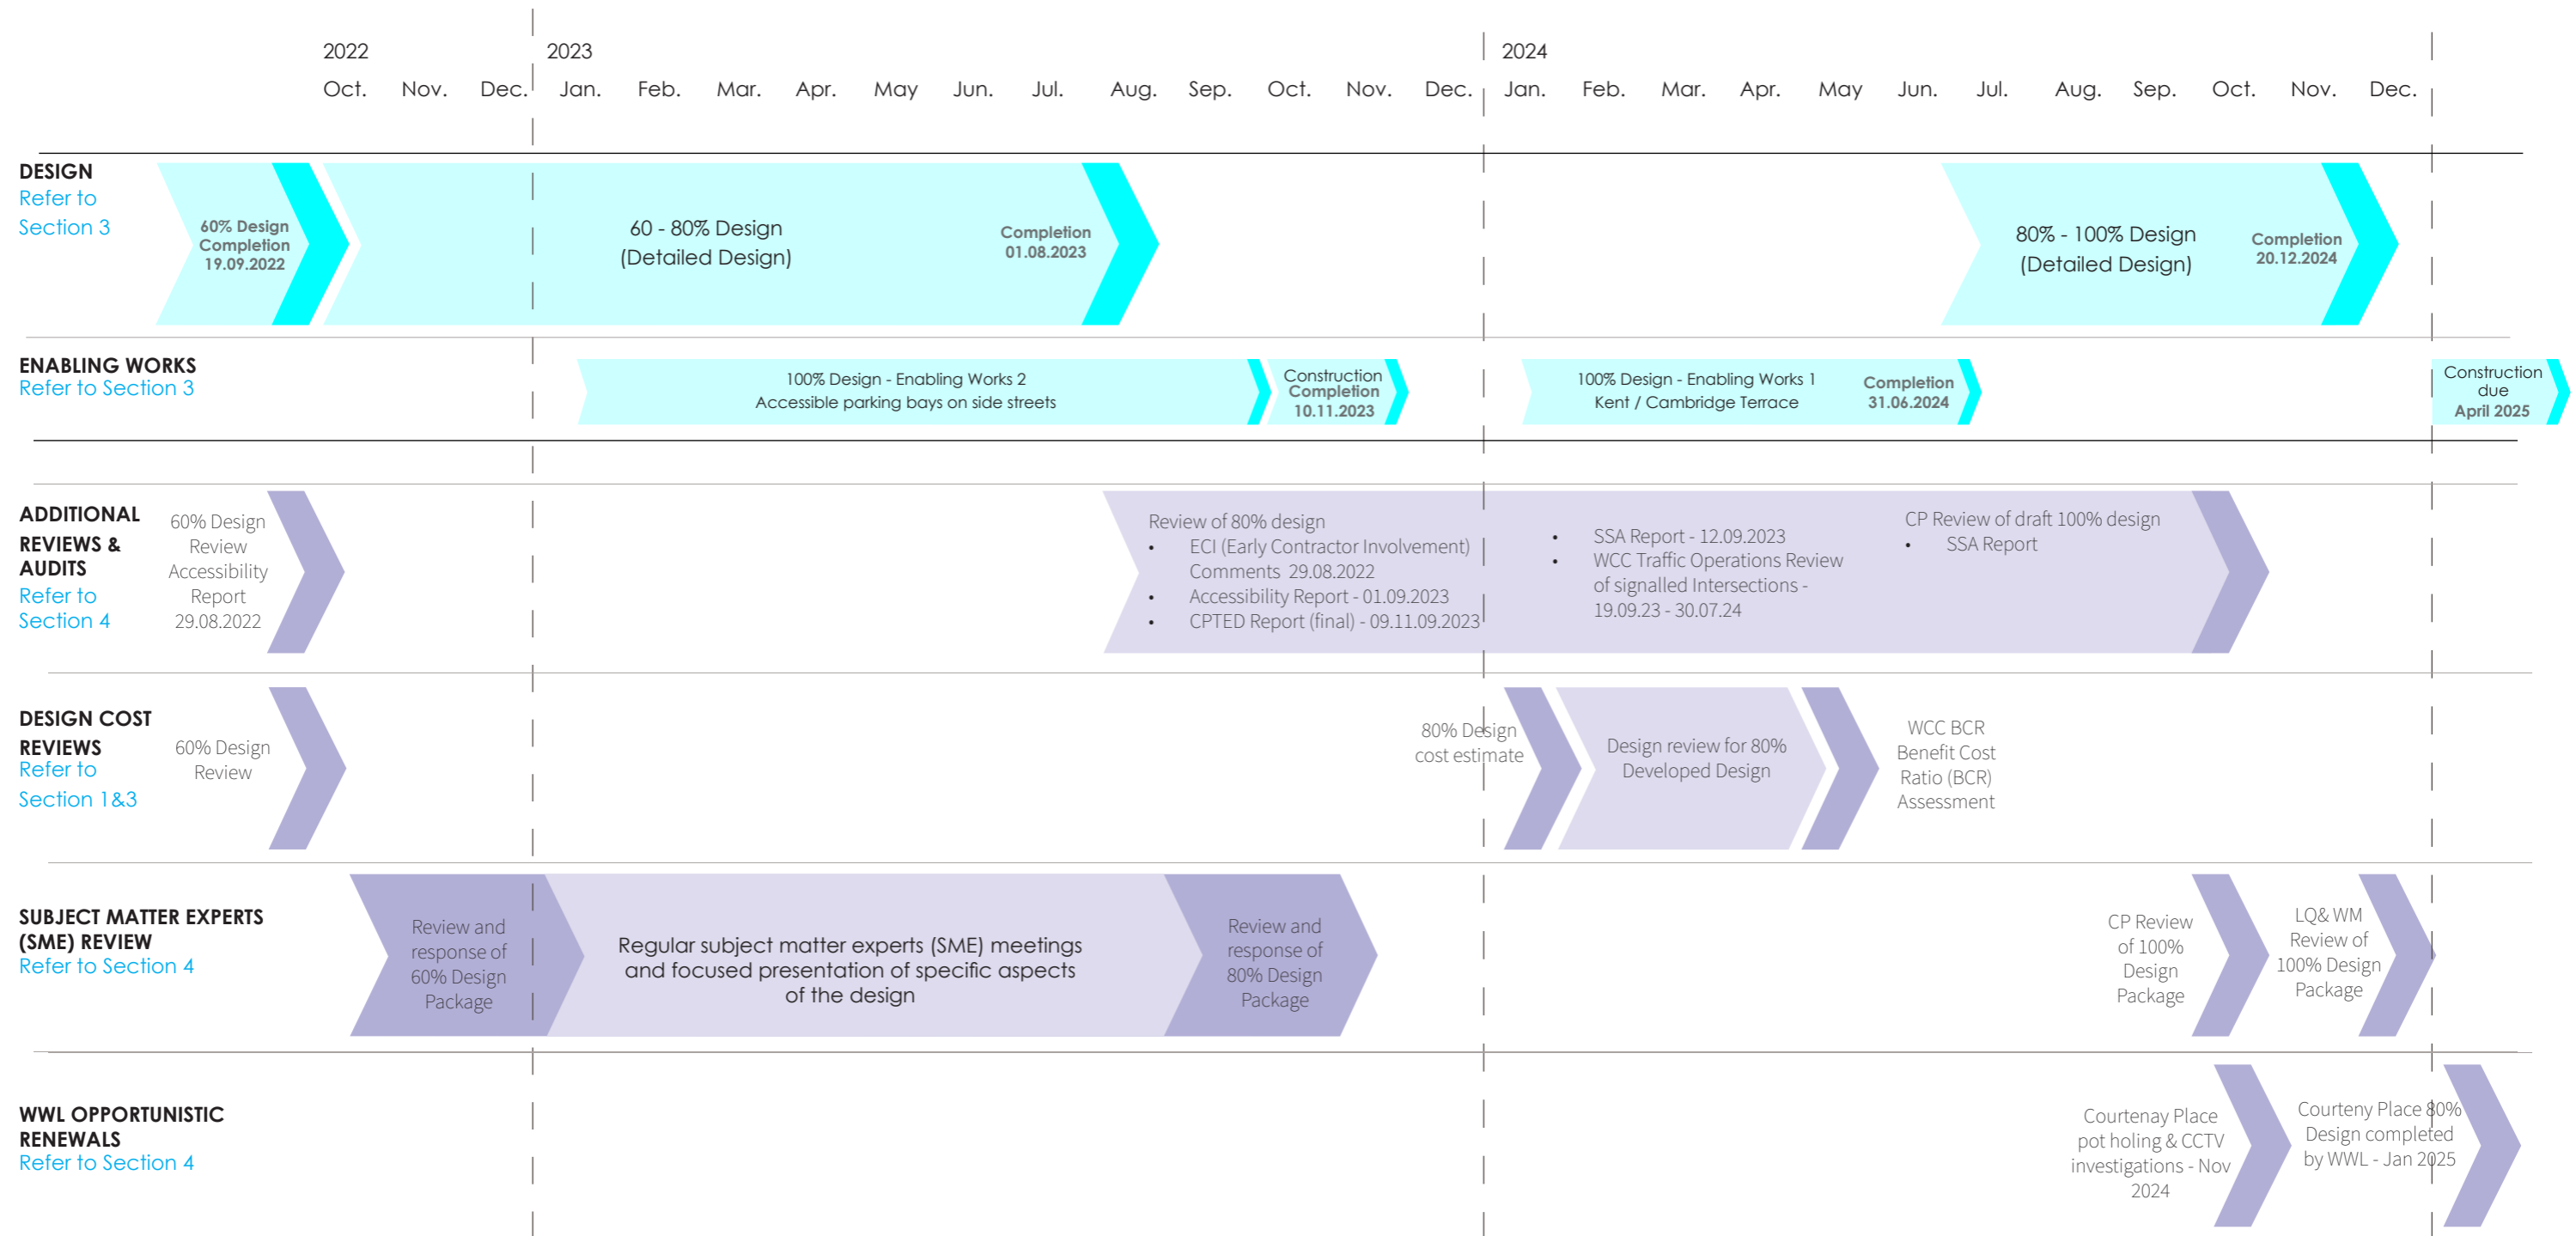 2022
2023
2024
Oct. Nov. Dec. Jan. Feb. Mar. Apr. May Jun. Jul. Aug. Sep. Oct. Nov. Dec. Jan. Feb. Mar. Apr. May Jun. Jul. Aug. Sep. Oct. Nov. Dec.
DESIGN
Refer to
Section 3
60% Design
Completion
19.09.2022
60 - 80% Design
(Detailed Design)
Completion
01.08.2023
80% - 100% Design
(Detailed Design)
Completion
20.12.2024
ENABLING WORKS
Refer to Section 3
100% Design - Enabling Works 2
Accessible parking bays on side streets
Construction
Completion
10.11.2023
100% Design - Enabling Works 1
Kent / Cambridge Terrace
Completion
31.06.2024
Construction
due
April 2025
ADDITIONAL
REVIEWS &
AUDITS
Refer to
Section 4
60% Design
Review
Accessibility
Report
29.08.2022
Review of 80% design
• ECI (Early Contractor Involvement)
Comments 29.08.2022
• Accessibility Report - 01.09.2023
• CPTED Report (final) - 09.11.09.2023
• SSA Report - 12.09.2023
• WCC Traffic Operations Review
of signalled Intersections -
19.09.23 - 30.07.24
CP Review of draft 100% design
• SSA Report
DESIGN COST
REVIEWS
Refer to
Section 1&3
60% Design
Review
80% Design
cost estimate
Design review for 80%
Developed Design
WCC BCR
Benefit Cost
Ratio (BCR)
Assessment
SUBJECT MATTER EXPERTS
(SME) REVIEW
Refer to Section 4
Review and
response of
60% Design
Package
Regular subject matter experts (SME) meetings
and focused presentation of specific aspects
of the design
Review and
response of
80% Design
Package
CP Review
of 100%
Design
Package
LQ& WM
Review of
100% Design
Package
WWL OPPORTUNISTIC
RENEWALS
Refer to Section 4
Courtenay Place
pot holing & CCTV
investigations - Nov
2024
Courteny Place 80%
Design completed
by WWL - Jan 2025